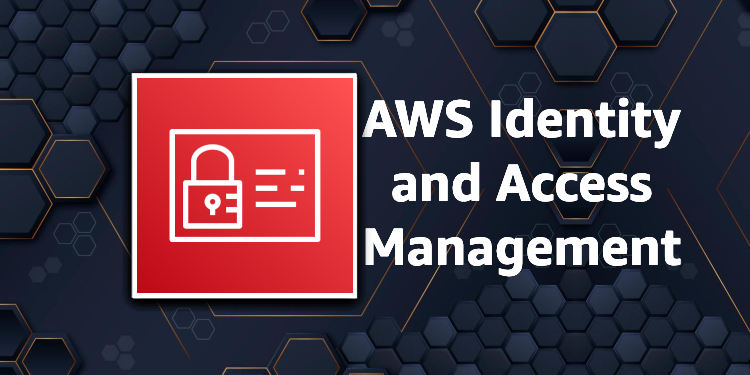 AWS Identity
and Access
Management